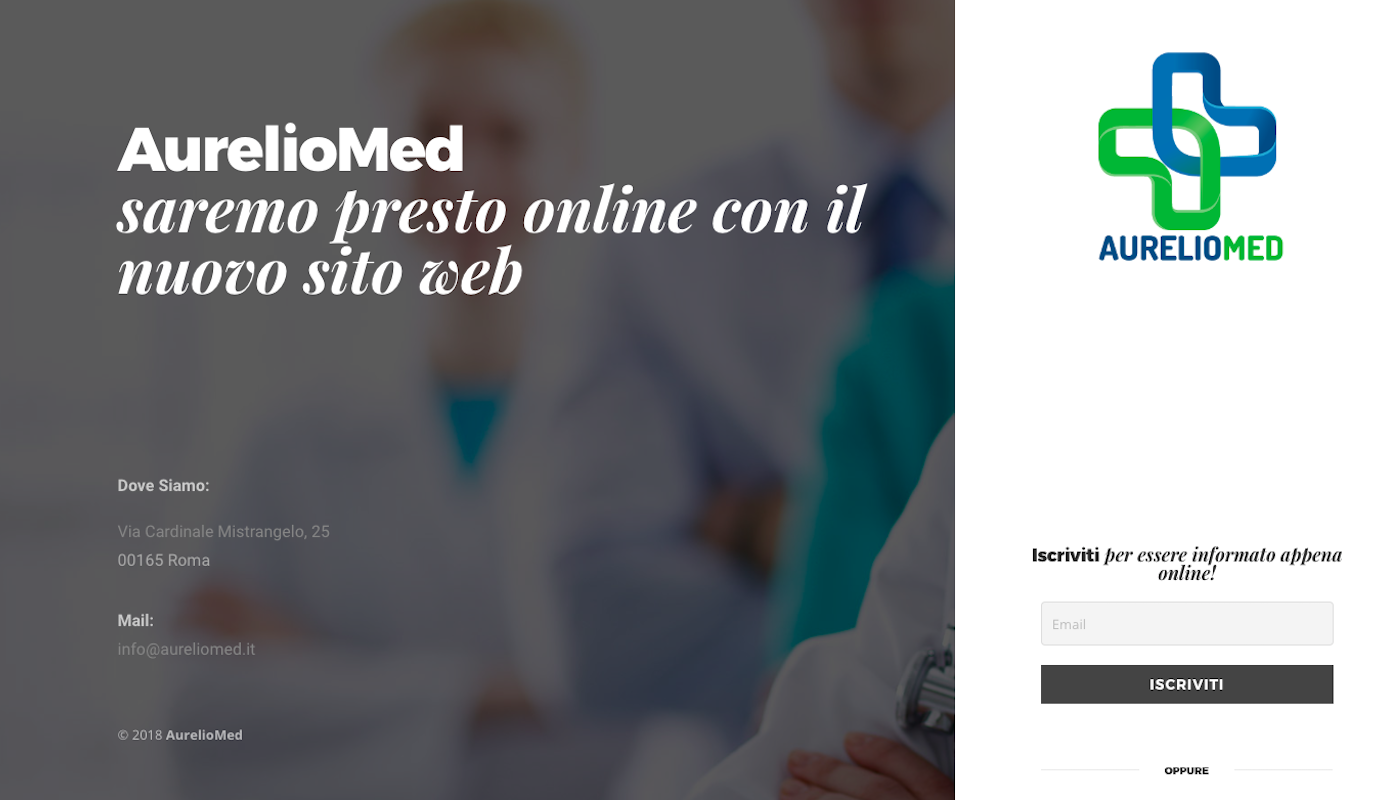 AurelioMed
saremo presto online con il
nuovo sito web
Dove Siamo:
Via Cardinale Mistrangelo, 25
00165 Roma
Mail:
info@aureliomed.it
© 2018 AurelioMed
AURELIOMED
Iscriviti per essere informato appena
online!
Email
ISCRIVITI
OPPURE